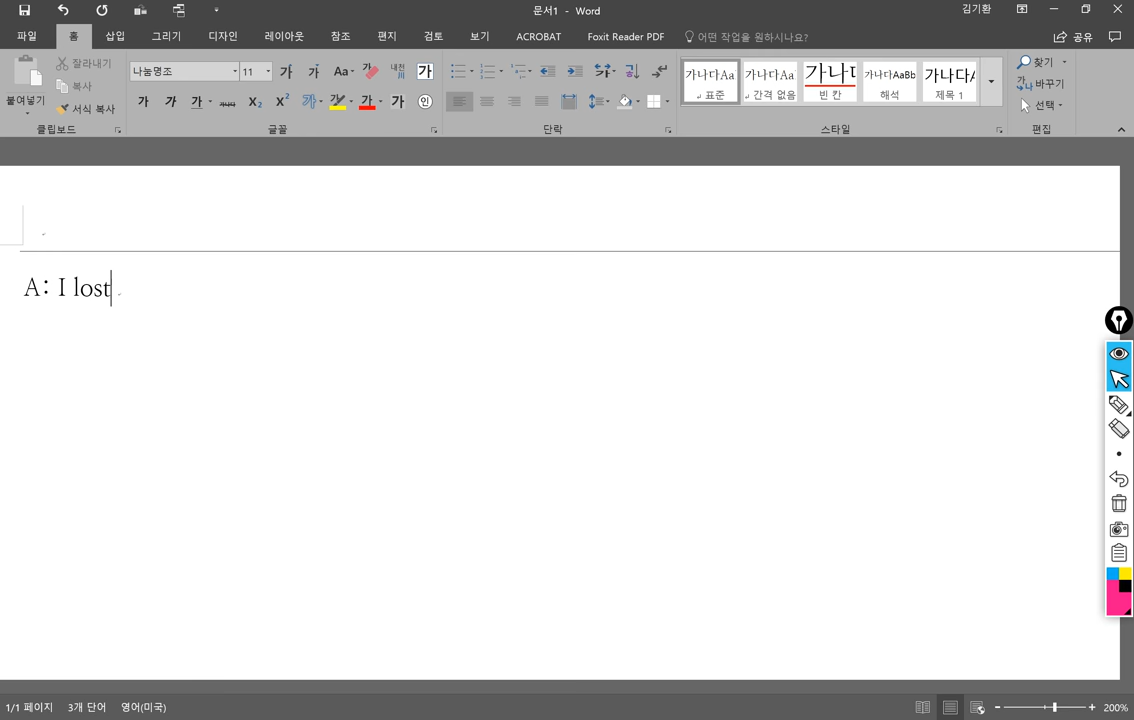 문서1 - Word
김기환
파일 홈 삽입 그리기 디자인 레이아웃 참조 편지 검토 보기 ACROBAT Foxit Reader PDF 어떤 작업을 원하시나요? 공유
붙여넣기
잘라내기
복사
서식 복사
클립보드
나눔명조 11 가 가 Aa 가 내천 川 가
가 가 가 가나다 X₂ X² 가 가 가 가 인
글꼴
단락
가나다Aa 가나다Aa 가나 가나다AaBb 가나다A
표준 간격 없음 빈 칸 해석 제목 1
스타일
찾기
바꾸기
선택
편집
A: I lost
1/1 페이지 3개 단어 영어(미국) 200%